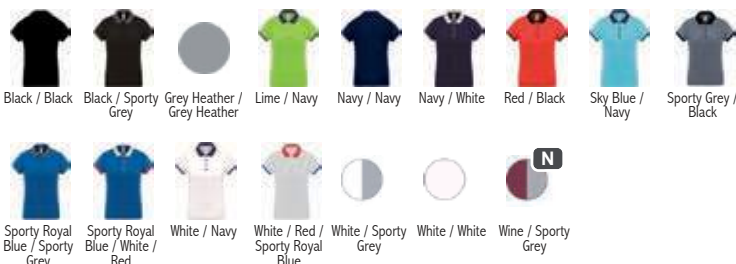 Black / Black
Black / Sporty
Grey
Grey Heather /
Grey Heather
Lime / Navy
Navy / Navy
Navy / White
Red / Black
Sky Blue /
Navy
Sporty Grey /
Black
Sporty Royal
Blue / Sporty
Grey
Sporty Royal
Blue / White /
Red
White / Navy
White / Red /
Sporty Royal
Blue
White / Sporty
Grey
White / White
N
Wine / Sporty
Grey